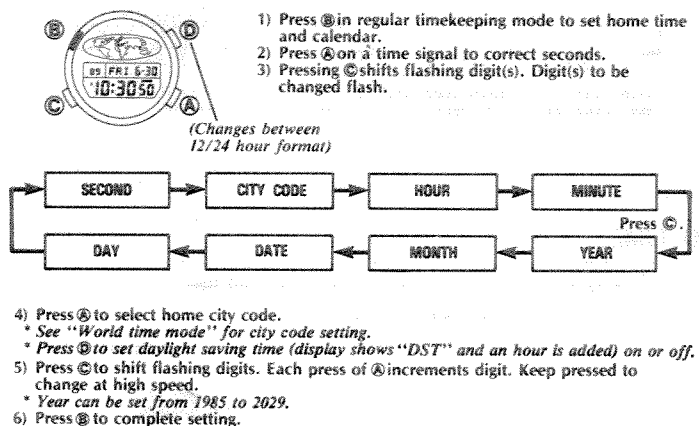 1) Press Ⓑ in regular timekeeping mode to set home time
and calendar.
2) Press Ⓐ on a time signal to correct seconds.
3) Pressing Ⓒ shifts flashing digit(s). Digit(s) to be
changed flash.
Ⓑ
Ⓓ
Ⓒ
Ⓐ
FRI 6-30
10:30 50
(Changes between
12/24 hour format)
SECOND
CITY CODE
HOUR
MINUTE
Press Ⓒ.
DAY
DATE
MONTH
YEAR
4) Press Ⓐ to select home city code.
* See "World time mode" for city code setting.
* Press Ⓓ to set daylight saving time (display shows "DST" and an hour is added) on or off.
5) Press Ⓒ to shift flashing digits. Each press of Ⓐ increments digit. Keep pressed to
change at high speed.
* Year can be set from 1985 to 2029.
6) Press Ⓑ to complete setting.